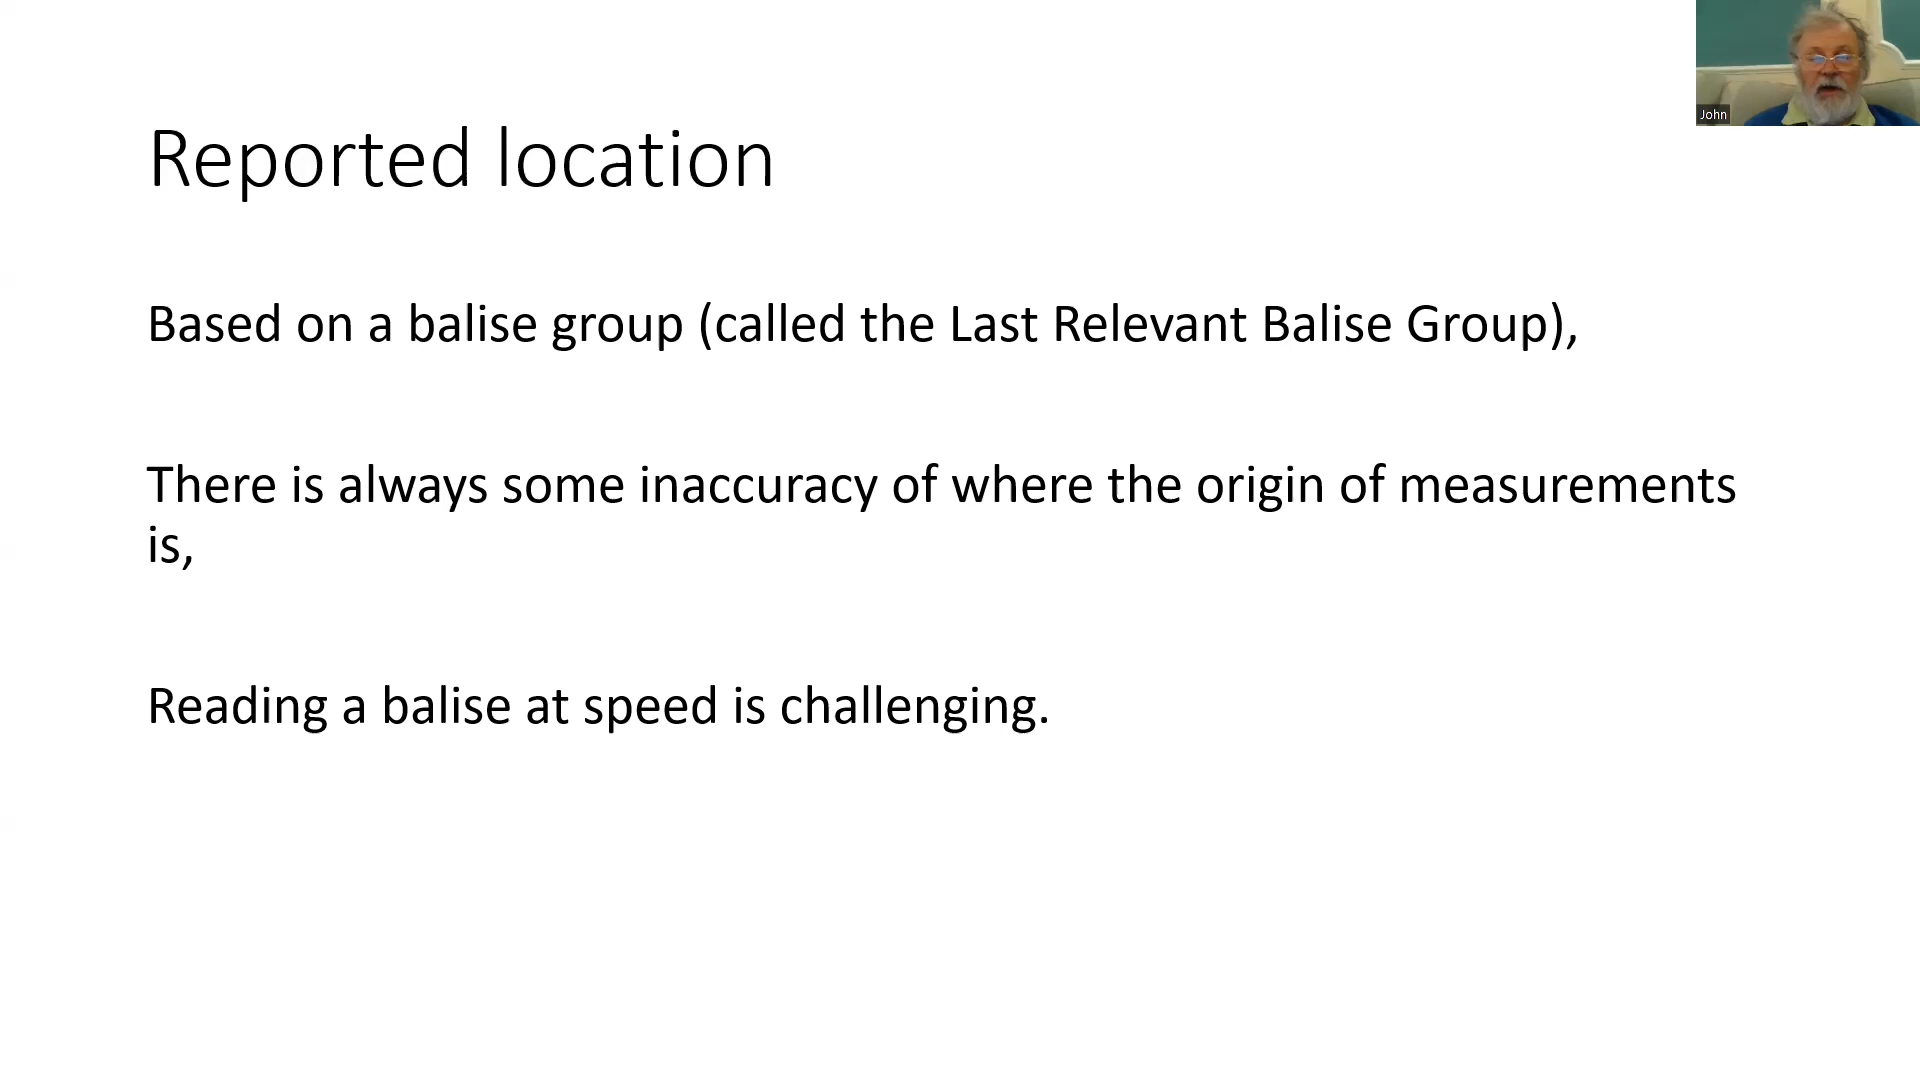 John
Reported location
Based on a balise group (called the Last Relevant Balise Group),
There is always some inaccuracy of where the origin of measurements
is,
Reading a balise at speed is challenging.